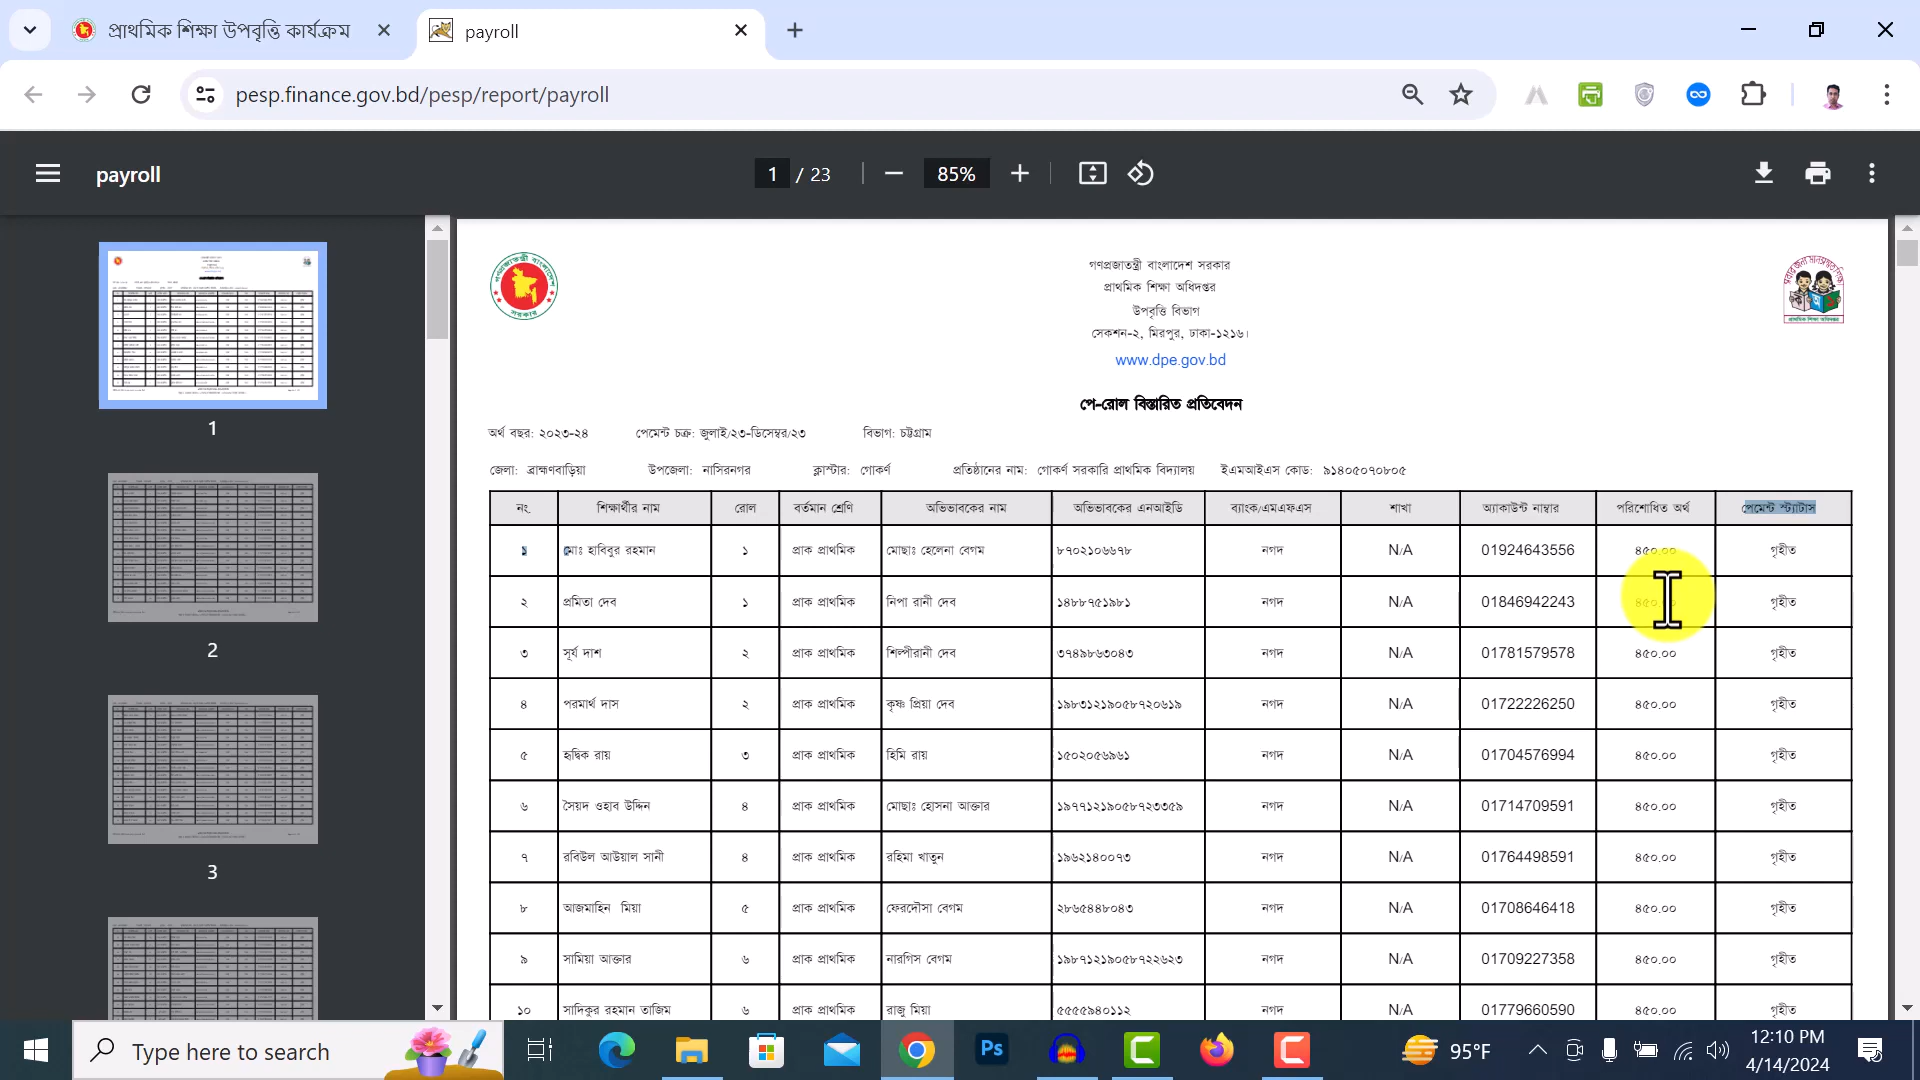 প্রাথমিক শিক্ষা উপবৃত্তি কার্যক্রম
payroll
pesp.finance.gov.bd/pesp/report/payroll
payroll
1 / 23
85%
1
2
3
গণপ্রজাতন্ত্রী বাংলাদেশ সরকার
প্রাথমিক শিক্ষা অধিদপ্তর
উপবৃত্তি বিভাগ
সেকশন-২, মিরপুর, ঢাকা-১২১৬।
www.dpe.gov.bd
পে-রোল বিস্তারিত প্রতিবেদন
অর্থ বছর: ২০২৩-২৪ পেমেন্ট চক্র: জুলাই/২৩-ডিসেম্বর/২৩ বিভাগ: চট্টগ্রাম
জেলা: ব্রাহ্মণবাড়িয়া উপজেলা: নাসিরনগর ক্লাস্টার: গোকর্ণ প্রতিষ্ঠানের নাম: গোকর্ণ সরকারি প্রাথমিক বিদ্যালয় ইএমআইএস কোড: ৯১৪০৫০৭০৮০৫
নং শিক্ষার্থীর নাম রোল বর্তমান শ্রেণি অভিভাবকের নাম অভিভাবকের এনআইডি ব্যাংক/এমএফএস শাখা অ্যাকাউন্ট নাম্বার পরিশোধিত অর্থ পেমেন্ট স্ট্যাটাস
১ মোঃ হাবিবুর রহমান ১ প্রাক প্রাথমিক মোছাঃ হেলেনা বেগম ৮৭০২১০৬৬৭৮ নগদ N/A 01924643556 ৪৫০.০০ গৃহীত
২ প্রমিতা দেব ১ প্রাক প্রাথমিক নিপা রানী দেব ১৪৮৮৭৫১৯৮১ নগদ N/A 01846942243 ৪৫০.০০ গৃহীত
৩ সূর্য দাশ ২ প্রাক প্রাথমিক শিল্পীরানী দেব ৩৭৪৯৮৬৩০৪৩ নগদ N/A 01781579578 ৪৫০.০০ গৃহীত
৪ পরমার্থ দাস ২ প্রাক প্রাথমিক কৃষ্ণ প্রিয়া দেব ১৯৮৩১২১৯০৫৮৭২০৬১৯ নগদ N/A 01722226250 ৪৫০.০০ গৃহীত
৫ হৃদ্বিক রায় ৩ প্রাক প্রাথমিক হিমি রায় ১৫০২০৫৬৯৬১ নগদ N/A 01704576994 ৪৫০.০০ গৃহীত
৬ সৈয়দ ওহাব উদ্দিন ৪ প্রাক প্রাথমিক মোছাঃ হোসনা আক্তার ১৯৭৭১২১৯০৫৮৭২৩৩৫৯ নগদ N/A 01714709591 ৪৫০.০০ গৃহীত
৭ রবিউল আউয়াল সানী ৪ প্রাক প্রাথমিক রহিমা খাতুন ১৯৬২১৪০০৭৩ নগদ N/A 01764498591 ৪৫০.০০ গৃহীত
৮ আজমাহিন মিয়া ৫ প্রাক প্রাথমিক ফেরদৌসা বেগম ২৮৬৫৪৪৮০৪৩ নগদ N/A 01708646418 ৪৫০.০০ গৃহীত
৯ সামিয়া আক্তার ৬ প্রাক প্রাথমিক নারগিস বেগম ১৯৮৭১২১৯০৫৮৭২২৬২৩ নগদ N/A 01709227358 ৪৫০.০০ গৃহীত
১০ সাদিকুর রহমান তাজিম ৬ প্রাক প্রাথমিক রাজু মিয়া ৫৫৫৫৯৪০১১২ নগদ N/A 01779660590 ৪৫০.০০ গৃহীত
Type here to search
Ps
95°F
12:10 PM
4/14/2024